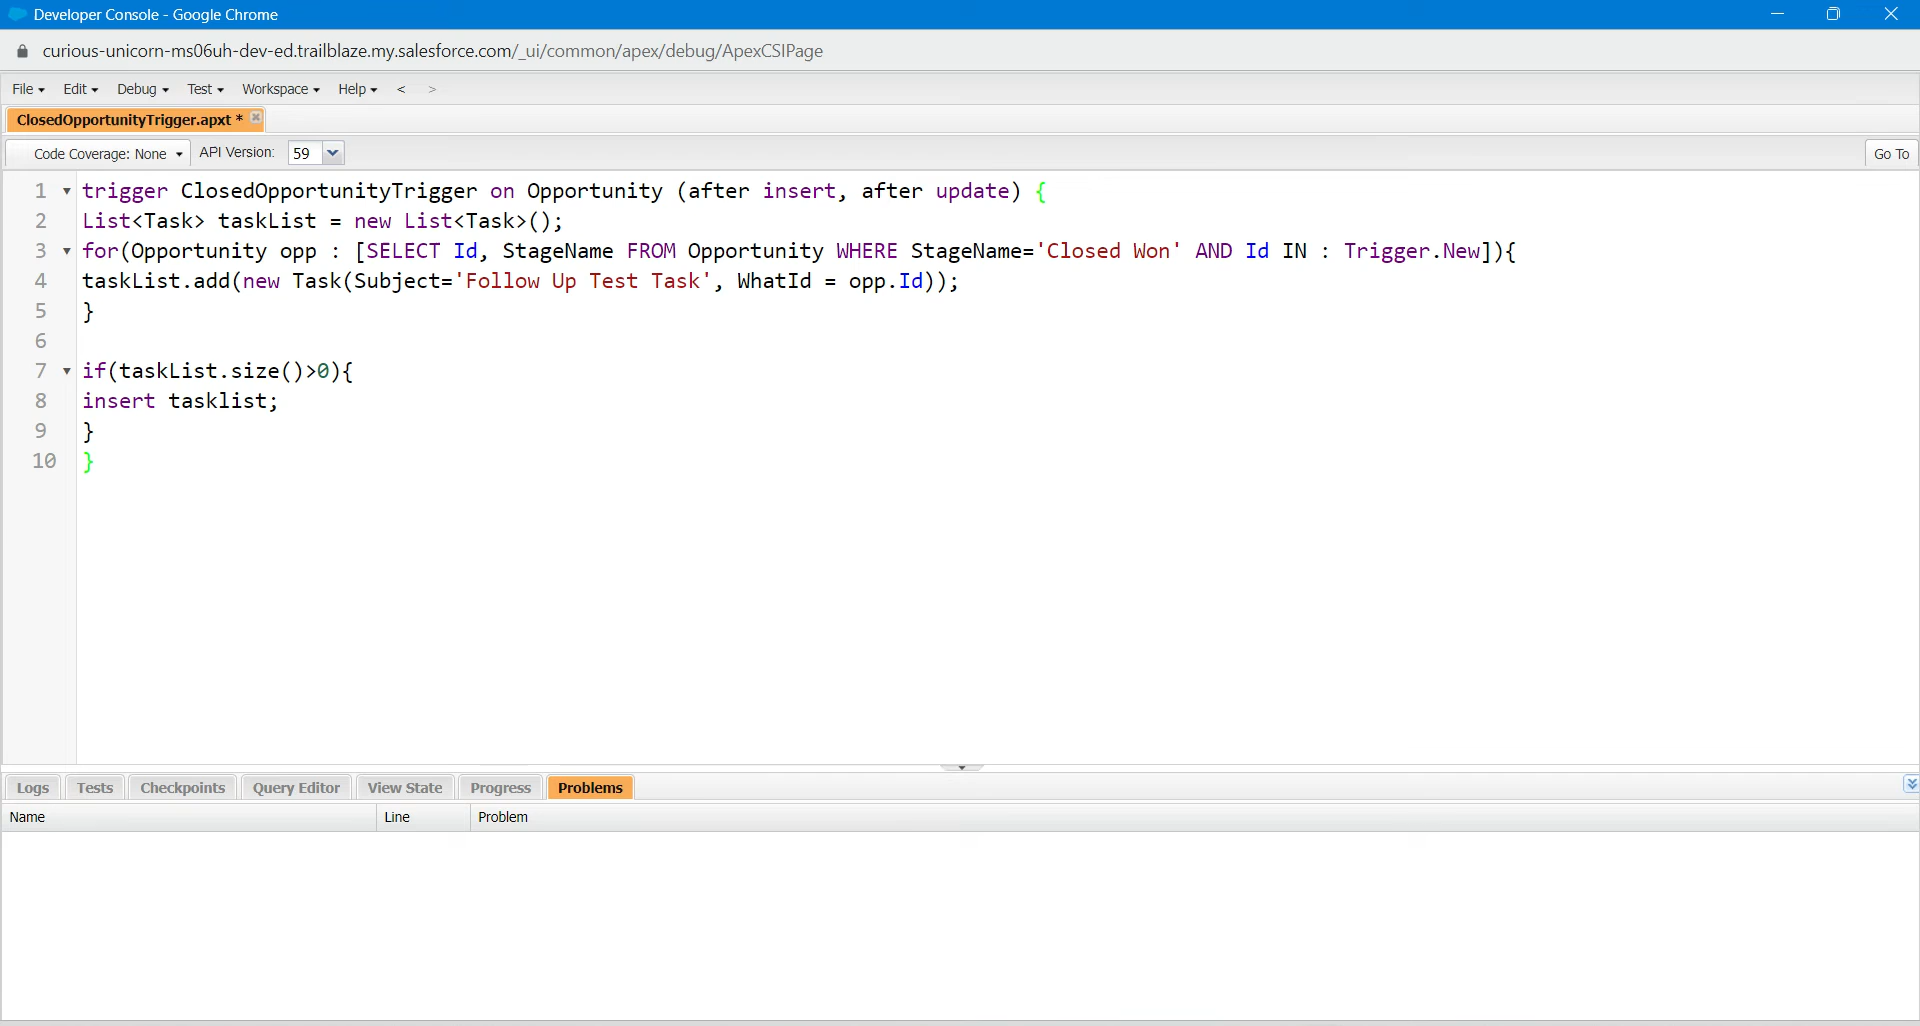 Developer Console - Google Chrome
curious-unicorn-ms06uh-dev-ed.trailblaze.my.salesforce.com/_ui/common/apex/debug/ApexCSIPage
File Edit Debug Test Workspace Help < >
ClosedOpportunityTrigger.apxt *
Code Coverage: None API Version: 59 Go To
1 trigger ClosedOpportunityTrigger on Opportunity (after insert, after update) {
2 List<Task> taskList = new List<Task>();
3 for(Opportunity opp : [SELECT Id, StageName FROM Opportunity WHERE StageName='Closed Won' AND Id IN : Trigger.New]){
4 taskList.add(new Task(Subject='Follow Up Test Task', WhatId = opp.Id));
5 }
6
7 if(taskList.size()>0){
8 insert tasklist;
9 }
10 }
Logs Tests Checkpoints Query Editor View State Progress Problems
Name Line Problem